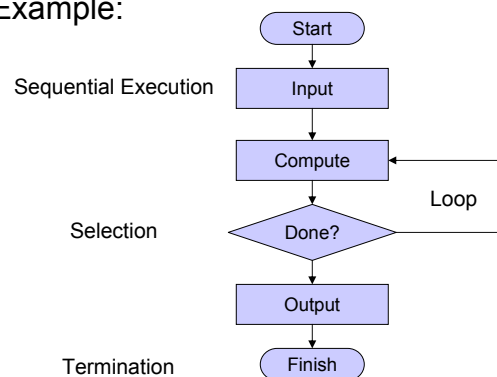 Example:
Start
Sequential Execution
Input
Compute
Loop
Selection
Done?
Output
Termination
Finish